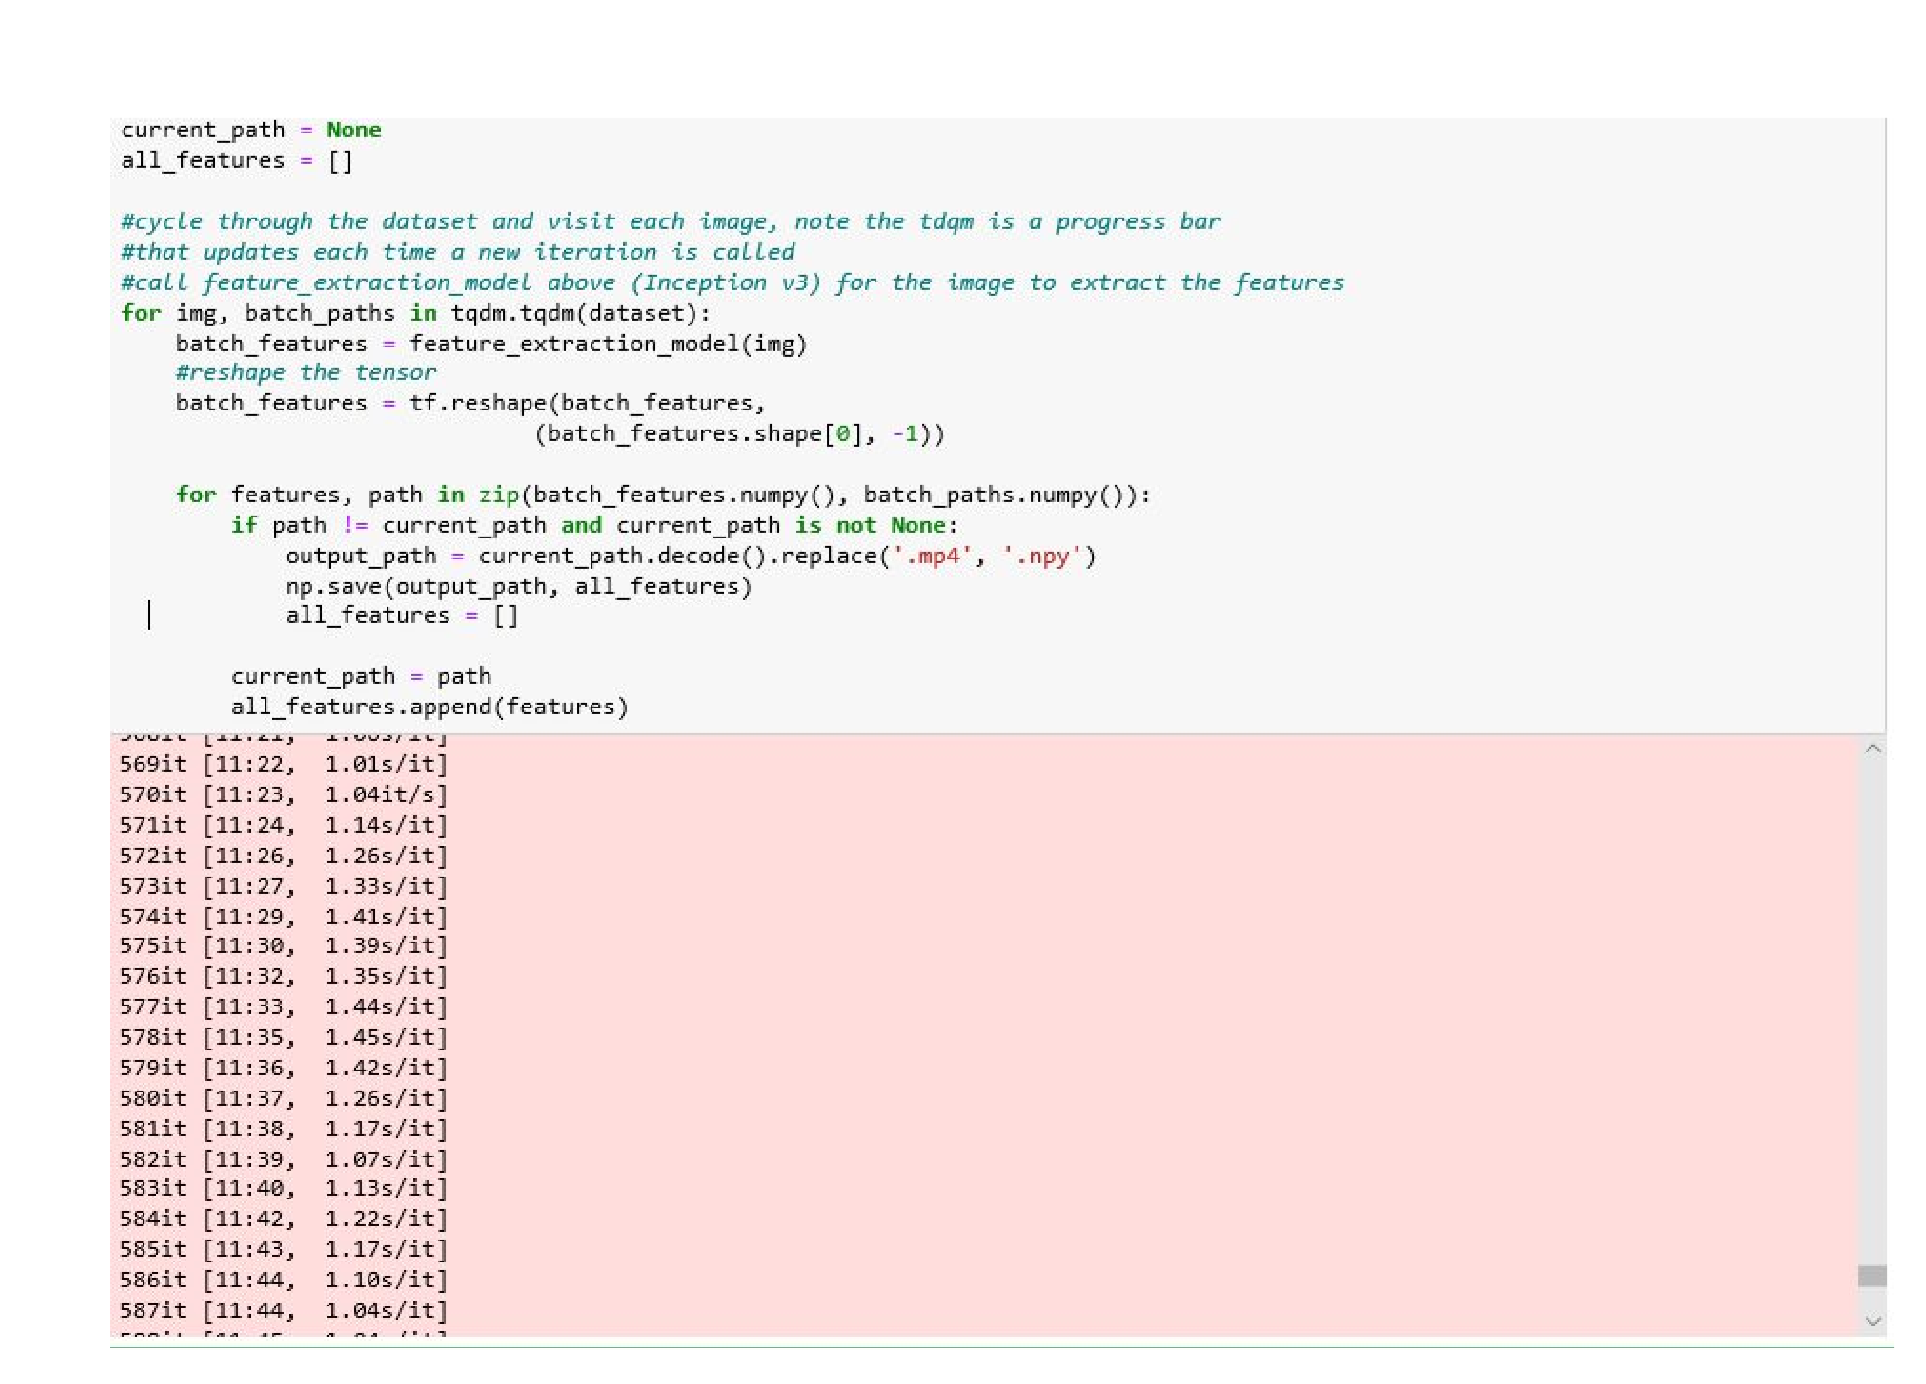 current_path = None
all_features = []
#cycle through the dataset and visit each image, note the tdqm is a progress bar
#that updates each time a new iteration is called
#call feature_extraction_model above (Inception v3) for the image to extract the features
for img, batch_paths in tqdm.tqdm(dataset):
    batch_features = feature_extraction_model(img)
    #reshape the tensor
    batch_features = tf.reshape(batch_features,
                              (batch_features.shape[0], -1))
    for features, path in zip(batch_features.numpy(), batch_paths.numpy()):
        if path != current_path and current_path is not None:
            output_path = current_path.decode().replace('.mp4', '.npy')
            np.save(output_path, all_features)
            all_features = []
        current_path = path
        all_features.append(features)
569it [11:22,  1.01s/it]
570it [11:23,  1.04it/s]
571it [11:24,  1.14s/it]
572it [11:26,  1.26s/it]
573it [11:27,  1.33s/it]
574it [11:29,  1.41s/it]
575it [11:30,  1.39s/it]
576it [11:32,  1.35s/it]
577it [11:33,  1.44s/it]
578it [11:35,  1.45s/it]
579it [11:36,  1.42s/it]
580it [11:37,  1.26s/it]
581it [11:38,  1.17s/it]
582it [11:39,  1.07s/it]
583it [11:40,  1.13s/it]
584it [11:42,  1.22s/it]
585it [11:43,  1.17s/it]
586it [11:44,  1.10s/it]
587it [11:44,  1.04s/it]